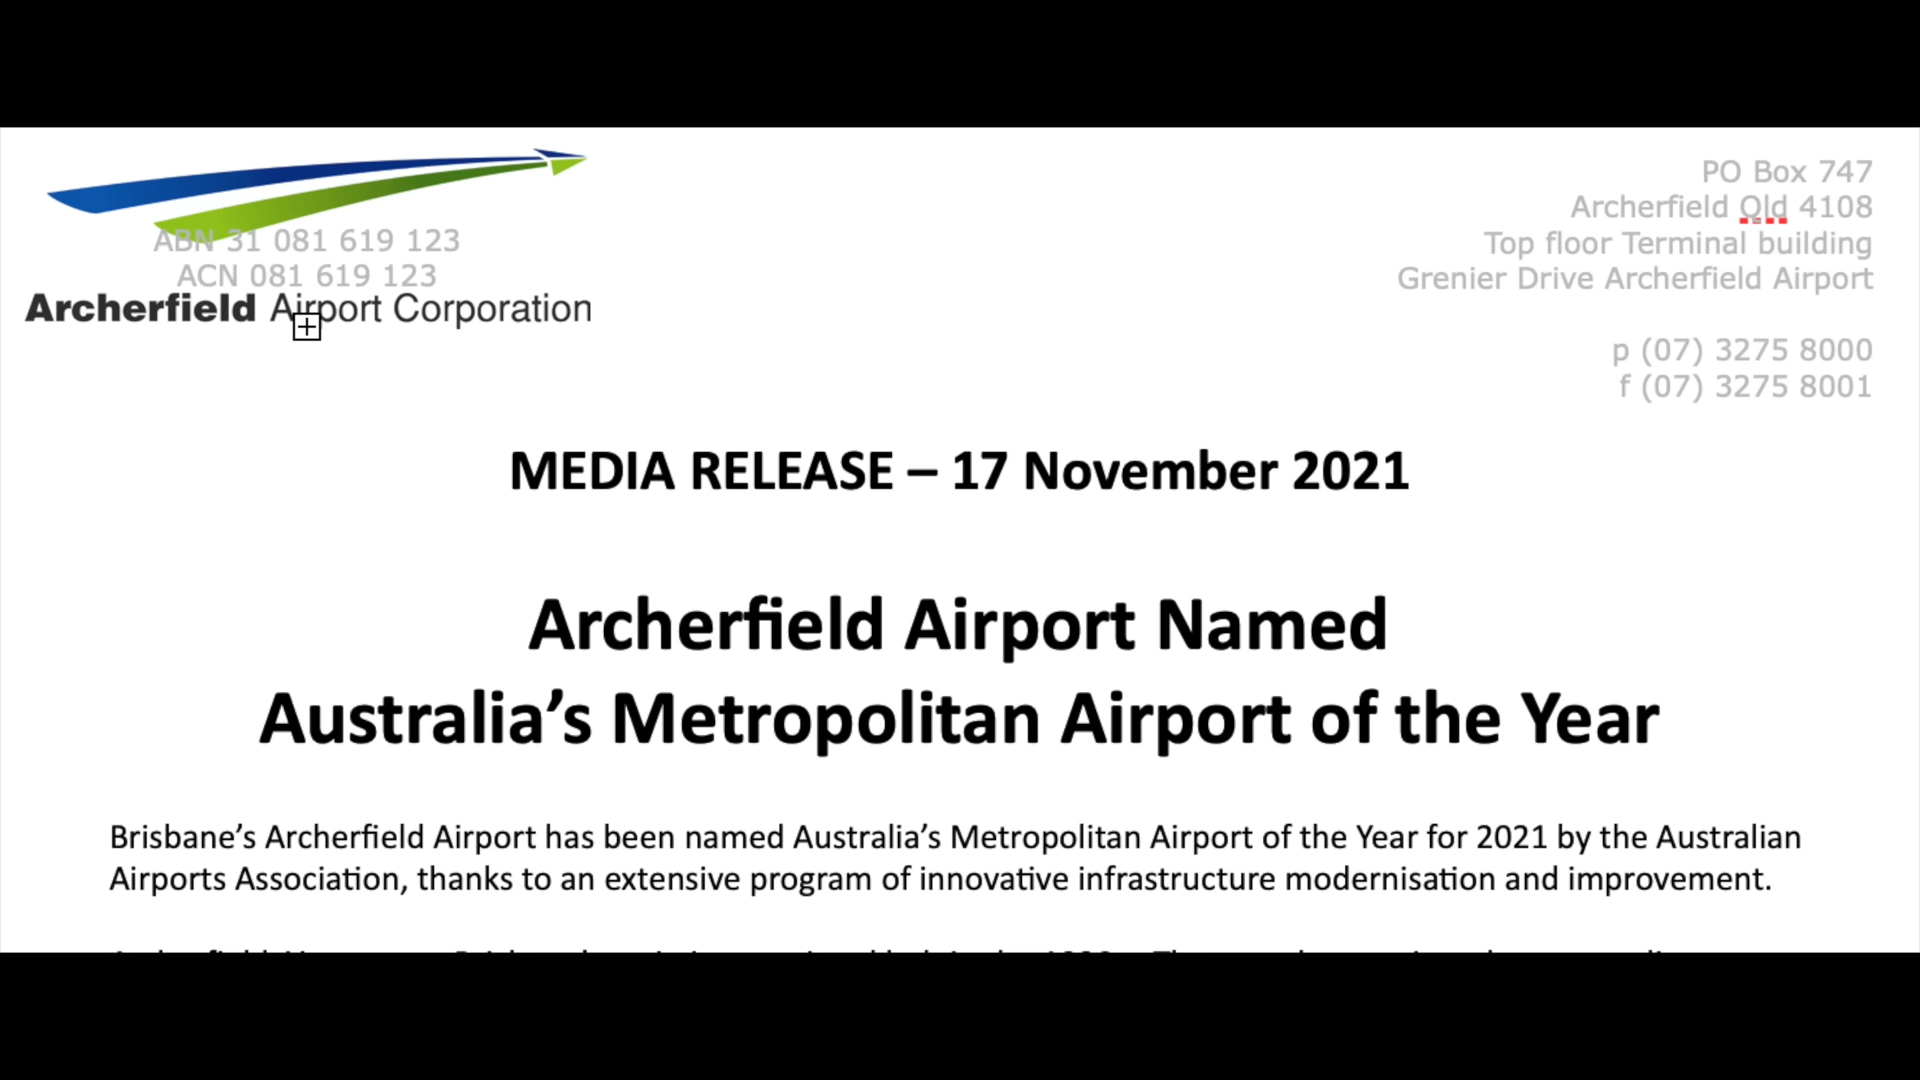 ABN 31 081 619 123
ACN 081 619 123
Archerfield Airport Corporation
PO Box 747
Archerfield Qld 4108
Top floor Terminal building
Grenier Drive Archerfield Airport
p (07) 3275 8000
f (07) 3275 8001
MEDIA RELEASE – 17 November 2021
Archerfield Airport Named
Australia’s Metropolitan Airport of the Year
Brisbane’s Archerfield Airport has been named Australia’s Metropolitan Airport of the Year for 2021 by the Australian
Airports Association, thanks to an extensive program of innovative infrastructure modernisation and improvement.